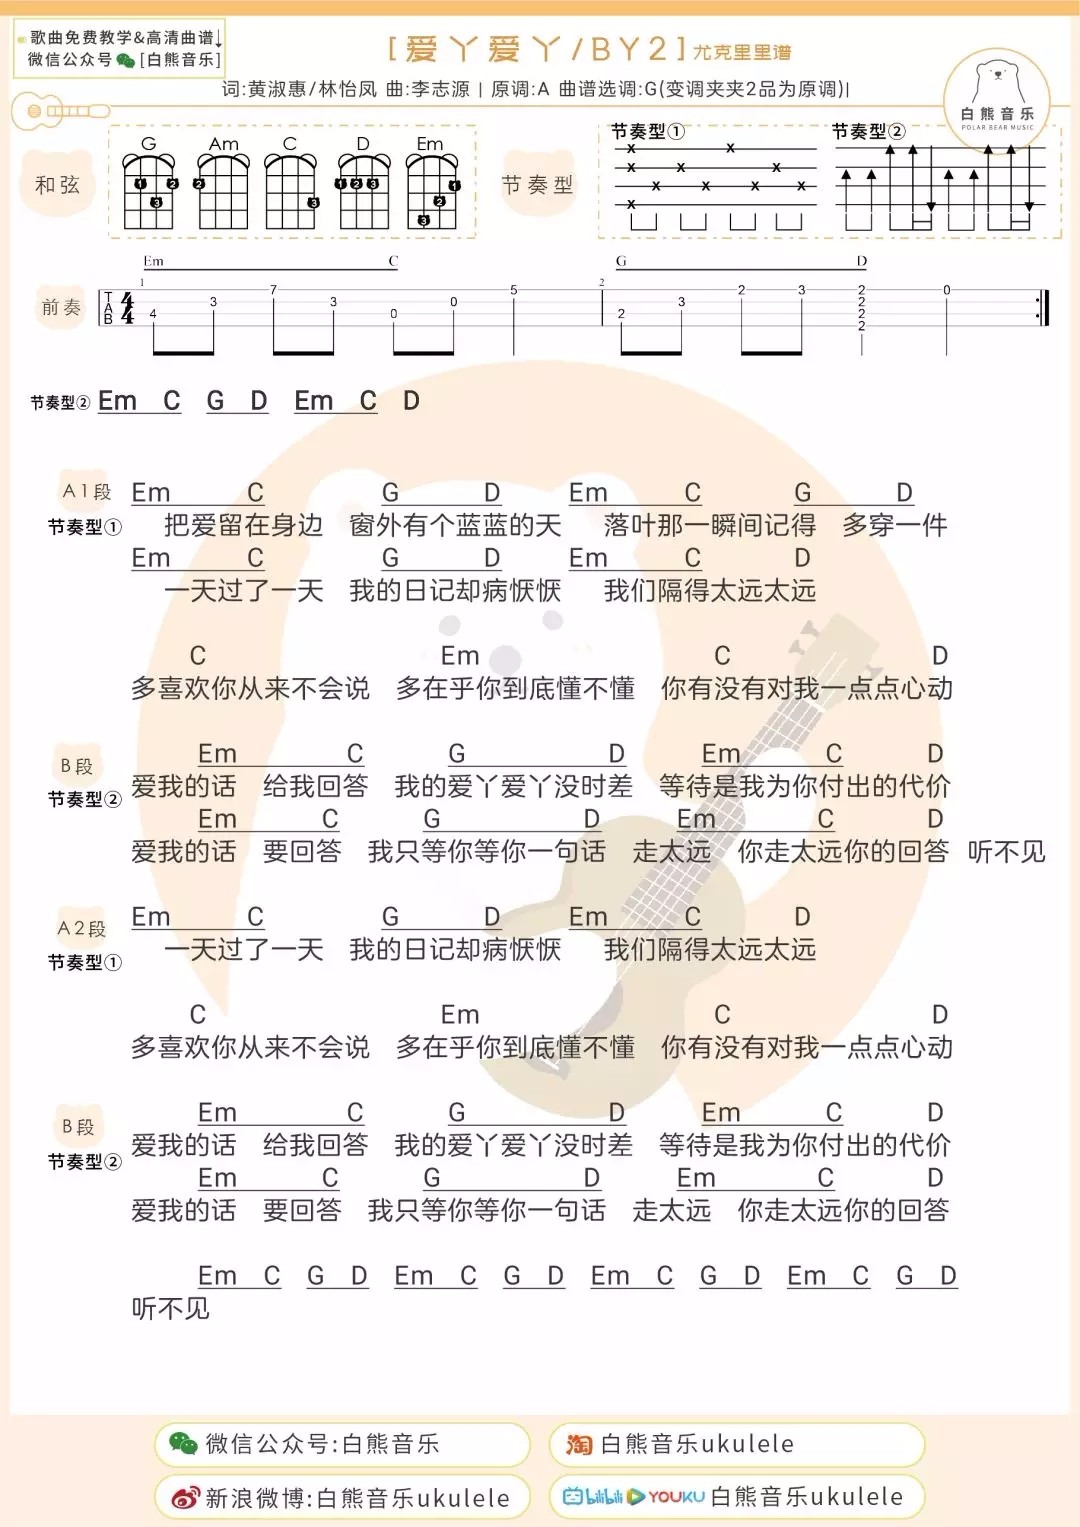 歌曲免费教学&高清曲谱↓
微信公众号 [白熊音乐]
[爱丫爱丫/BY2]尤克里里谱
词:黄淑惠/林怡凤 曲:李志源 | 原调:A 曲谱选调:G(变调夹夹2品为原调)|
白熊音乐
POLAR BEAR MUSIC
和弦 G Am C D Em
1 2 3 2 3 1 2 3 1 2 3
节奏型 节奏型① 节奏型②
Em C G D
前奏 TAB 4/4 1 4 3 7 3 0 0 5 2 2 3 2 3 2 2 2 2 0
节奏型② Em C G D Em C D
A1段 Em C G D Em C G D
节奏型① 把爱留在身边 窗外有个蓝蓝的天 落叶那一瞬间记得 多穿一件
Em C G D Em C D
一天过了一天 我的日记却病恹恹 我们隔得太远太远
C Em C D
多喜欢你从来不会说 多在乎你到底懂不懂 你有没有对我一点点心动
B段 Em C G D Em C D
节奏型② 爱我的话 给我回答 我的爱丫爱丫没时差 等待是我为你付出的代价
Em C G D Em C D
爱我的话 要回答 我只等你等你一句话 走太远 你走太远你的回答 听不见
A2段 Em C G D Em C D
节奏型① 一天过了一天 我的日记却病恹恹 我们隔得太远太远
C Em C D
多喜欢你从来不会说 多在乎你到底懂不懂 你有没有对我一点点心动
B段 Em C G D Em C D
节奏型② 爱我的话 给我回答 我的爱丫爱丫没时差 等待是我为你付出的代价
Em C G D Em C D
爱我的话 要回答 我只等你等你一句话 走太远 你走太远你的回答
Em C G D Em C G D Em C G D Em C G D
听不见
微信公众号:白熊音乐
淘 白熊音乐ukulele
新浪微博:白熊音乐ukulele
bilibili YOUKU 白熊音乐ukulele